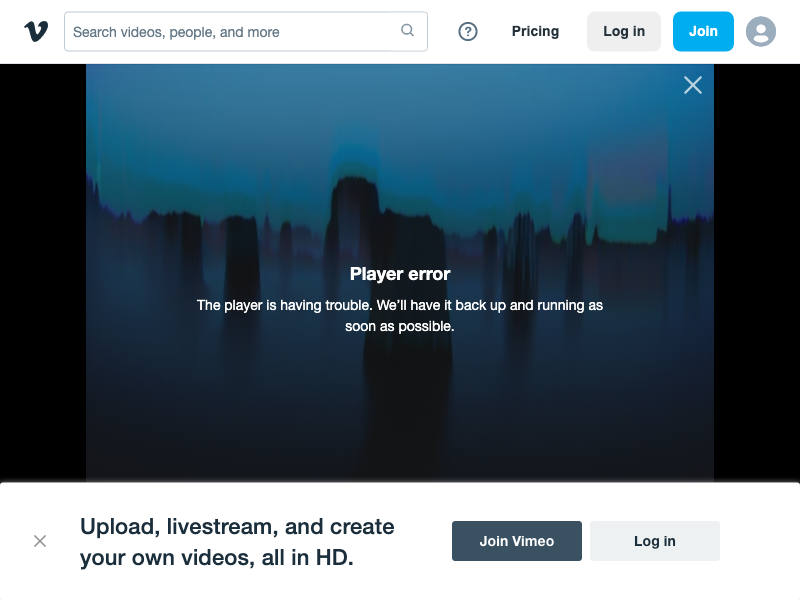 Search videos, people, and more
Pricing
Log in
Join
Player error
The player is having trouble. We’ll have it back up and running as
soon as possible.
Upload, livestream, and create
your own videos, all in HD.
Join Vimeo
Log in